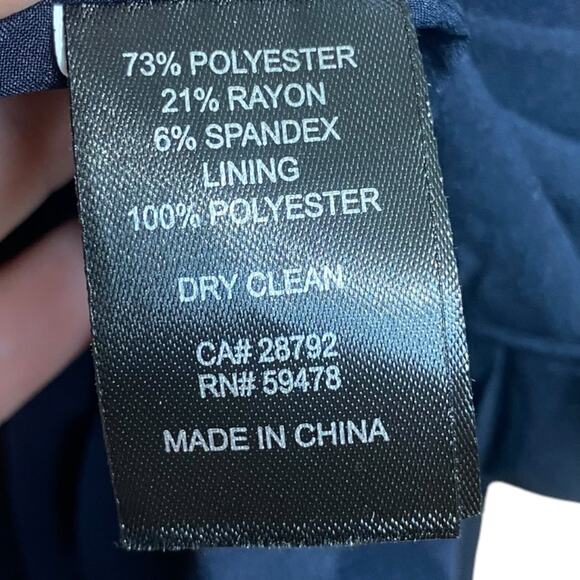 73% POLYESTER
21% RAYON
6% SPANDEX
LINING
100% POLYESTER
DRY CLEAN
CA# 28792
RN# 59478
MADE IN CHINA